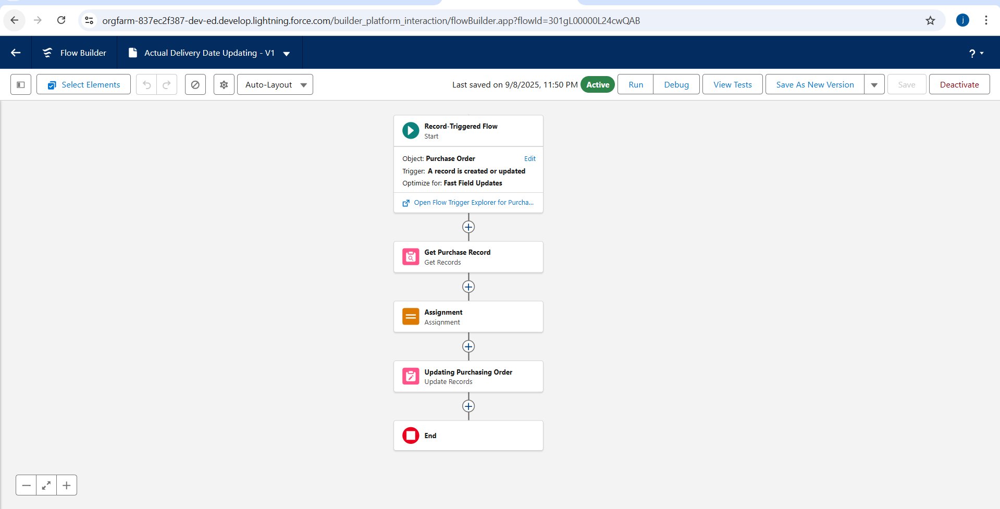 orgfarm-837ec2f387-dev-ed.develop.lightning.force.com/builder_platform_interaction/flowBuilder.app?flowId=301gL00000L24cwQAB
j
Flow Builder
Actual Delivery Date Updating - V1
?
Select Elements
Auto-Layout
Last saved on 9/8/2025, 11:50 PM
Active
Run
Debug
View Tests
Save As New Version
Save
Deactivate
Record-Triggered Flow
Start
Object: Purchase Order
Edit
Trigger: A record is created or updated
Optimize for: Fast Field Updates
Open Flow Trigger Explorer for Purcha...
Get Purchase Record
Get Records
Assignment
Assignment
Updating Purchasing Order
Update Records
End